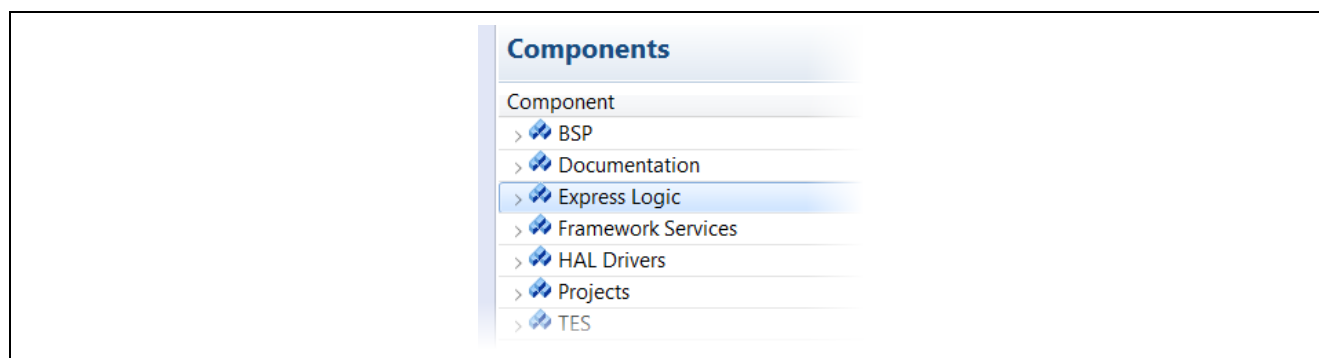 Components
Component
BSP
Documentation
Express Logic
Framework Services
HAL Drivers
Projects
TES